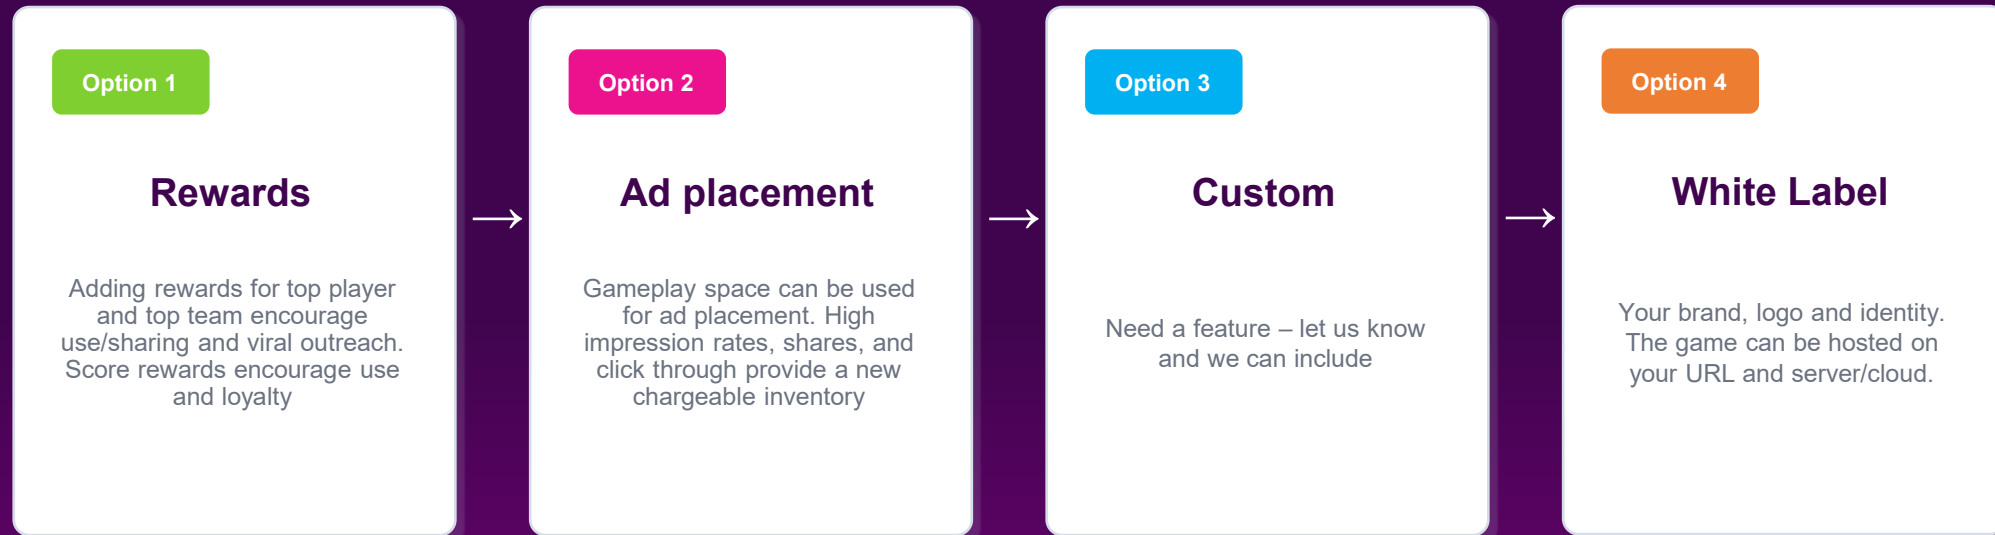 Option 1
Rewards
Adding rewards for top player
and top team encourage
use/sharing and viral outreach.
Score rewards encourage use
and loyalty
Option 2
Ad placement
Gameplay space can be used
for ad placement. High
impression rates, shares, and
click through provide a new
chargeable inventory
Option 3
Custom
Need a feature – let us know
and we can include
Option 4
White Label
Your brand, logo and identity.
The game can be hosted on
your URL and server/cloud.